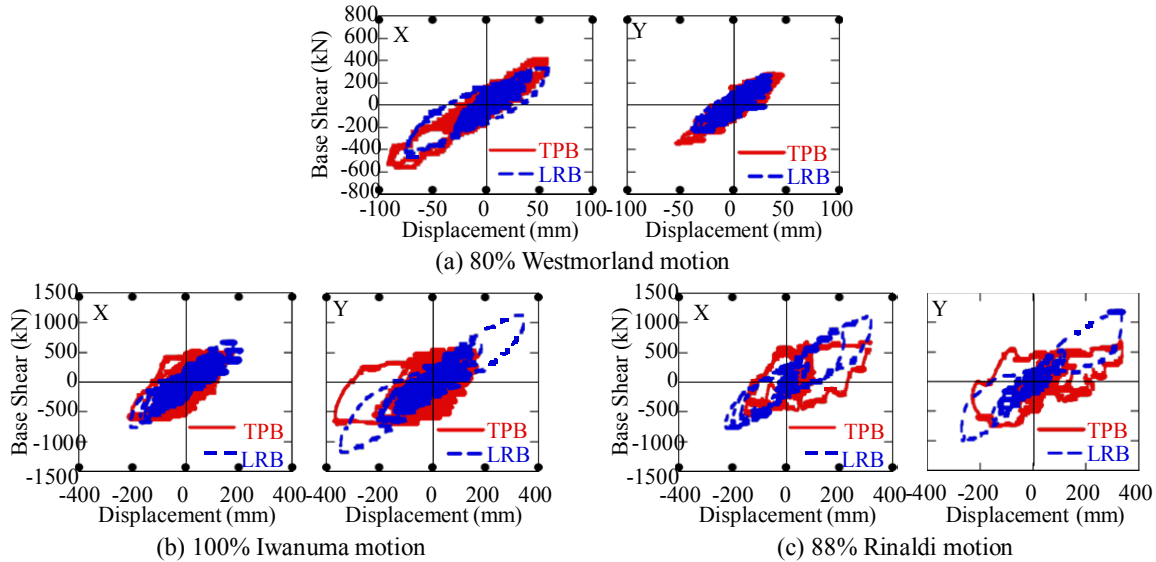 Base Shear (kN)
800
600
400
200
0
-200
-400
-600
-800
X
TPB
LRB
Y
TPB
LRB
-100 -50 0 50 100
-100 -50 0 50 100
Displacement (mm)
Displacement (mm)
(a) 80% Westmorland motion
Base Shear (kN)
1500
1000
500
0
-500
-1000
-1500
X
TPB
LRB
Y
TPB
LRB
-400 -200 0 200 400
-400 -200 0 200 400
Displacement (mm)
Displacement (mm)
(b) 100% Iwanuma motion
Base Shear (kN)
1500
1000
500
0
-500
-1000
-1500
X
TPB
LRB
Y
TPB
LRB
-400 -200 0 200 400
-400 -200 0 200 400
Displacement (mm)
Displacement (mm)
(c) 88% Rinaldi motion